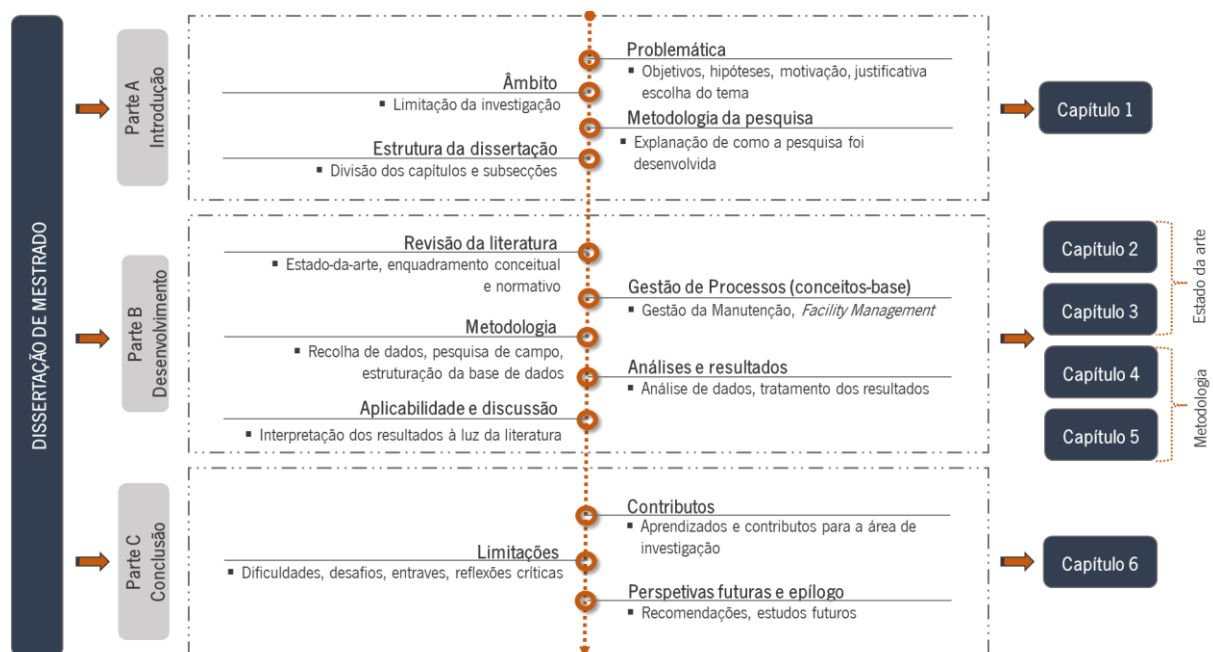 DISSERTAÇÃO DE MESTRADO
Parte A
Introdução
Problemática
▪ Objetivos, hipóteses, motivação, justificativa
escolha do tema
Âmbito
▪ Limitação da investigação
Metodologia da pesquisa
▪ Explanação de como a pesquisa foi
desenvolvida
Estrutura da dissertação
▪ Divisão dos capítulos e subsecções
Capítulo 1
Parte B
Desenvolvimento
Revisão da literatura
▪ Estado-da-arte, enquadramento conceitual
e normativo
Gestão de Processos (conceitos-base)
▪ Gestão da Manutenção, Facility Management
Metodologia
▪ Recolha de dados, pesquisa de campo,
estruturação da base de dados
Análises e resultados
▪ Análise de dados, tratamento dos resultados
Aplicabilidade e discussão
▪ Interpretação dos resultados à luz da literatura
Capítulo 2
Capítulo 3
Estado da arte
Capítulo 4
Capítulo 5
Metodologia
Parte C
Conclusão
Contributos
▪ Aprendizados e contributos para a área de
investigação
Limitações
▪ Dificuldades, desafios, entraves, reflexões críticas
Perspetivas futuras e epílogo
▪ Recomendações, estudos futuros
Capítulo 6